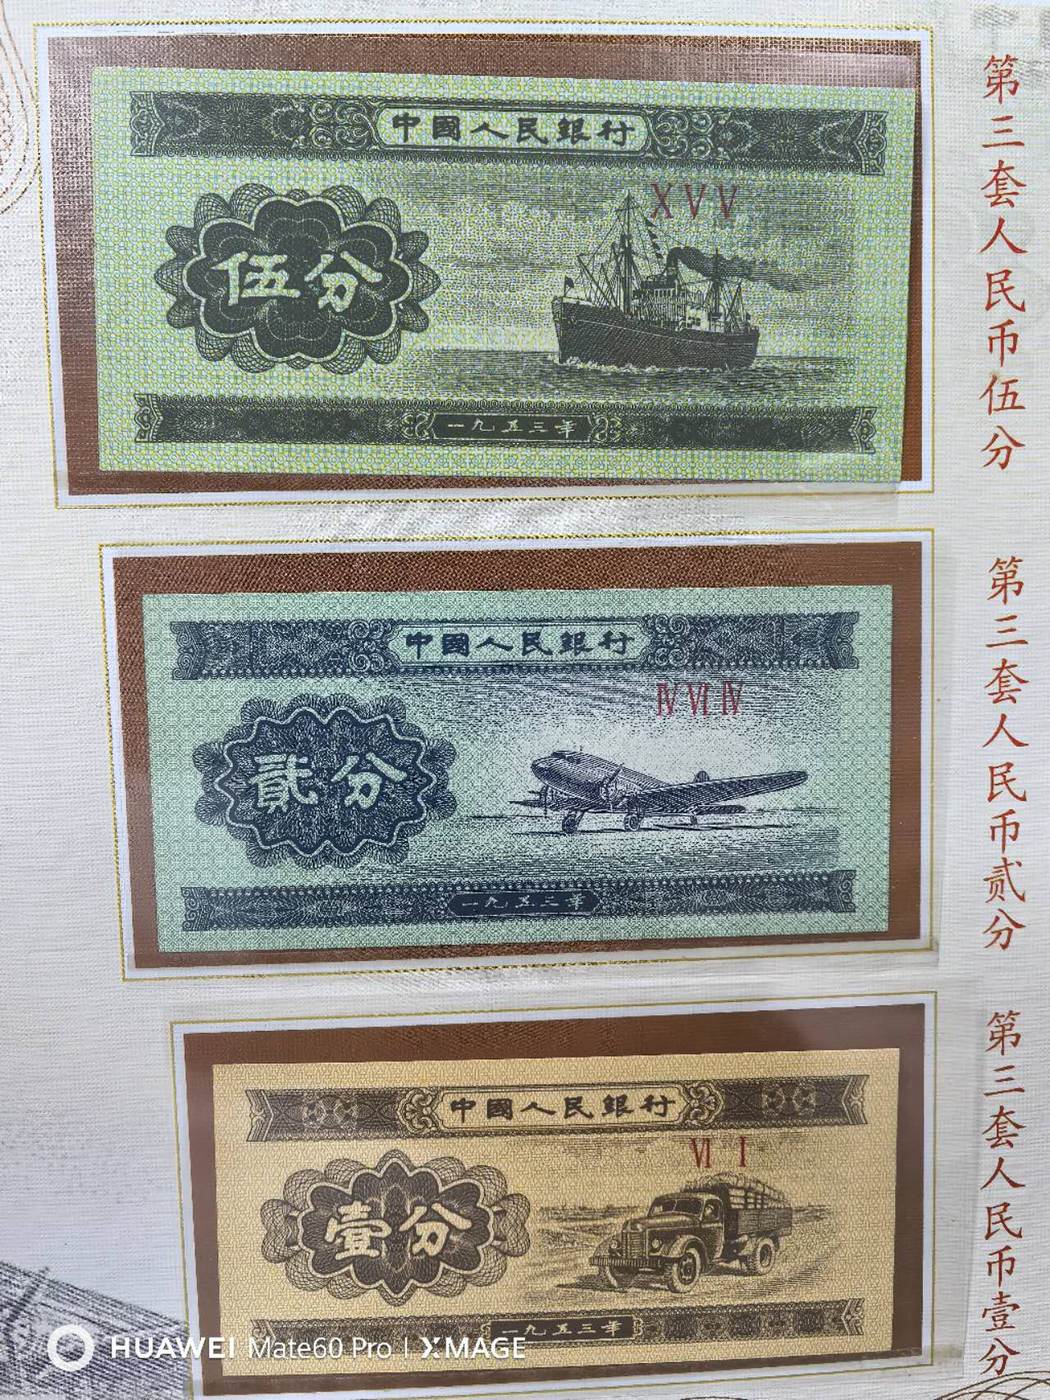 中國人民銀行
XVV
伍分
一九五三年
第三套人民币伍分
中國人民銀行
IV VI IV
貳分
一九五三年
第三套人民币贰分
中國人民銀行
VI I
壹分
一九五三年
第三套人民币壹分
HUAWEI Mate60 Pro | XMAGE